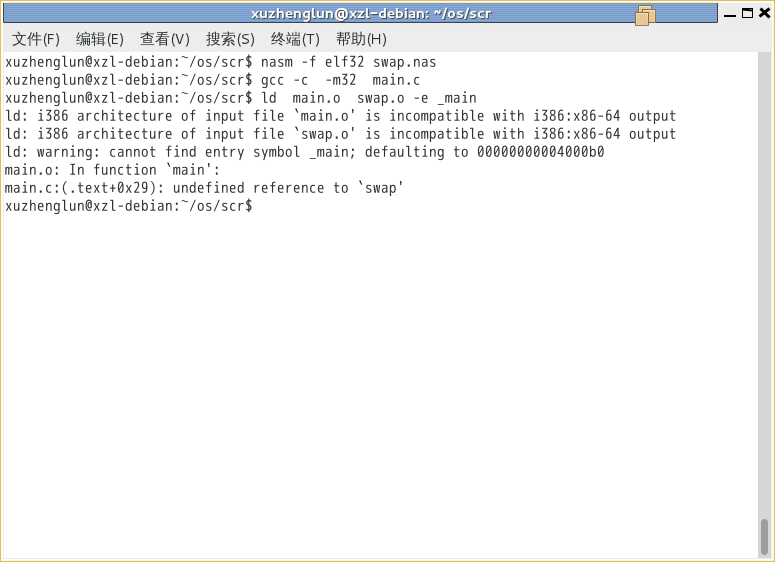 xuzhenglun@xzl-debian: ~/os/scr
文件(F) 编辑(E) 查看(V) 搜索(S) 终端(T) 帮助(H)
xuzhenglun@xzl-debian:~/os/scr$ nasm -f elf32 swap.nas
xuzhenglun@xzl-debian:~/os/scr$ gcc -c  -m32  main.c
xuzhenglun@xzl-debian:~/os/scr$ ld  main.o  swap.o -e _main
ld: i386 architecture of input file `main.o' is incompatible with i386:x86-64 output
ld: i386 architecture of input file `swap.o' is incompatible with i386:x86-64 output
ld: warning: cannot find entry symbol _main; defaulting to 00000000004000b0
main.o: In function `main':
main.c:(.text+0x29): undefined reference to `swap'
xuzhenglun@xzl-debian:~/os/scr$